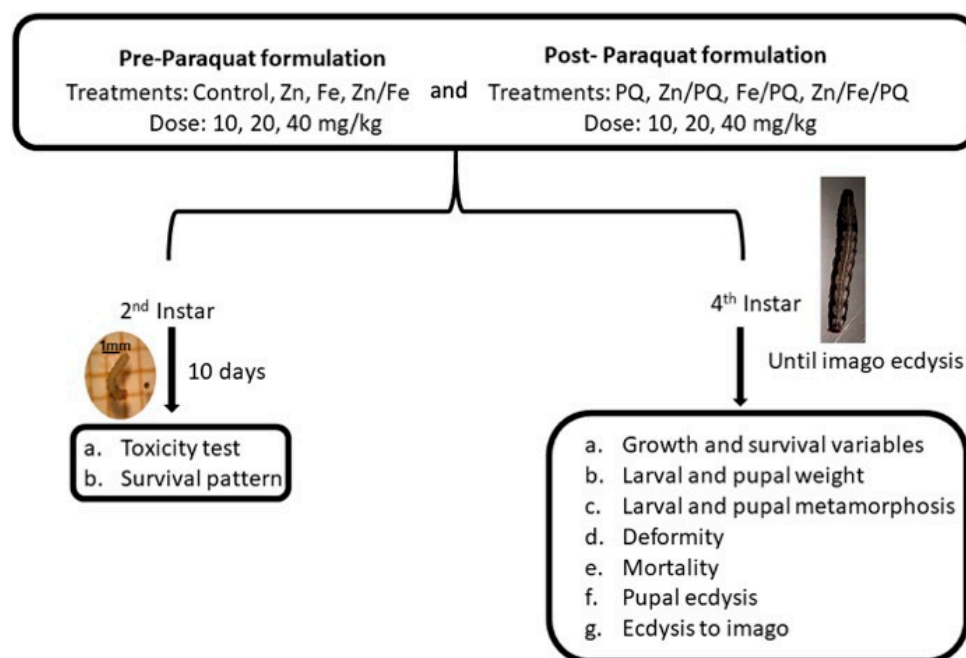 Pre-Paraquat formulation
Treatments: Control, Zn, Fe, Zn/Fe
Dose: 10, 20, 40 mg/kg
and
Post- Paraquat formulation
Treatments: PQ, Zn/PQ, Fe/PQ, Zn/Fe/PQ
Dose: 10, 20, 40 mg/kg
2nd Instar
1mm
10 days
a. Toxicity test
b. Survival pattern
4th Instar
Until imago ecdysis
a. Growth and survival variables
b. Larval and pupal weight
c. Larval and pupal metamorphosis
d. Deformity
e. Mortality
f. Pupal ecdysis
g. Ecdysis to imago